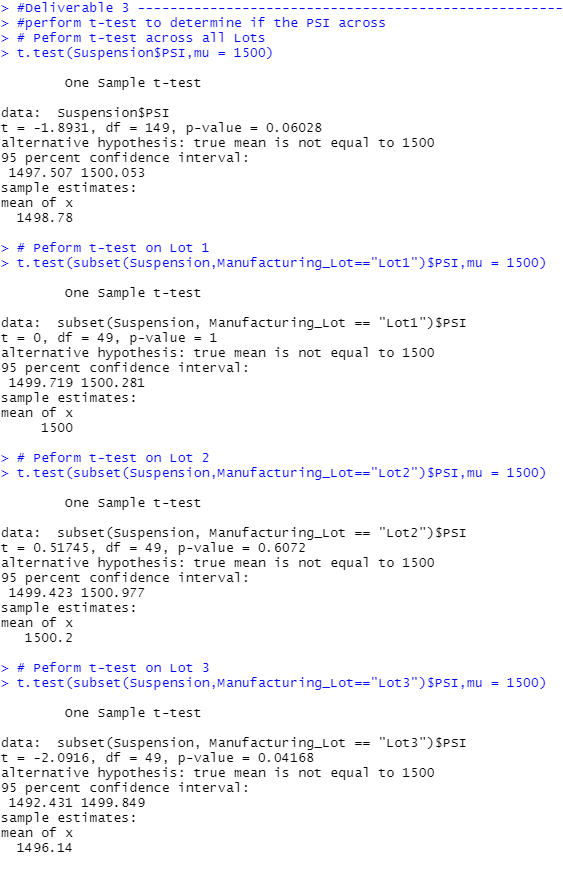 > #Deliverable 3 -----------------------------------------------------
> #perform t-test to determine if the PSI across
> # Peform t-test across all Lots
> t.test(Suspension$PSI,mu = 1500)
One Sample t-test
data:  Suspension$PSI
t = -1.8931, df = 149, p-value = 0.06028
alternative hypothesis: true mean is not equal to 1500
95 percent confidence interval:
1497.507 1500.053
sample estimates:
mean of x
1498.78
> # Peform t-test on Lot 1
> t.test(subset(Suspension,Manufacturing_Lot=="Lot1")$PSI,mu = 1500)
One Sample t-test
data:  subset(Suspension, Manufacturing_Lot == "Lot1")$PSI
t = 0, df = 49, p-value = 1
alternative hypothesis: true mean is not equal to 1500
95 percent confidence interval:
1499.719 1500.281
sample estimates:
mean of x
1500
> # Peform t-test on Lot 2
> t.test(subset(Suspension,Manufacturing_Lot=="Lot2")$PSI,mu = 1500)
One Sample t-test
data:  subset(Suspension, Manufacturing_Lot == "Lot2")$PSI
t = 0.51745, df = 49, p-value = 0.6072
alternative hypothesis: true mean is not equal to 1500
95 percent confidence interval:
1499.423 1500.977
sample estimates:
mean of x
1500.2
> # Peform t-test on Lot 3
> t.test(subset(Suspension,Manufacturing_Lot=="Lot3")$PSI,mu = 1500)
One Sample t-test
data:  subset(Suspension, Manufacturing_Lot == "Lot3")$PSI
t = -2.0916, df = 49, p-value = 0.04168
alternative hypothesis: true mean is not equal to 1500
95 percent confidence interval:
1492.431 1499.849
sample estimates:
mean of x
1496.14